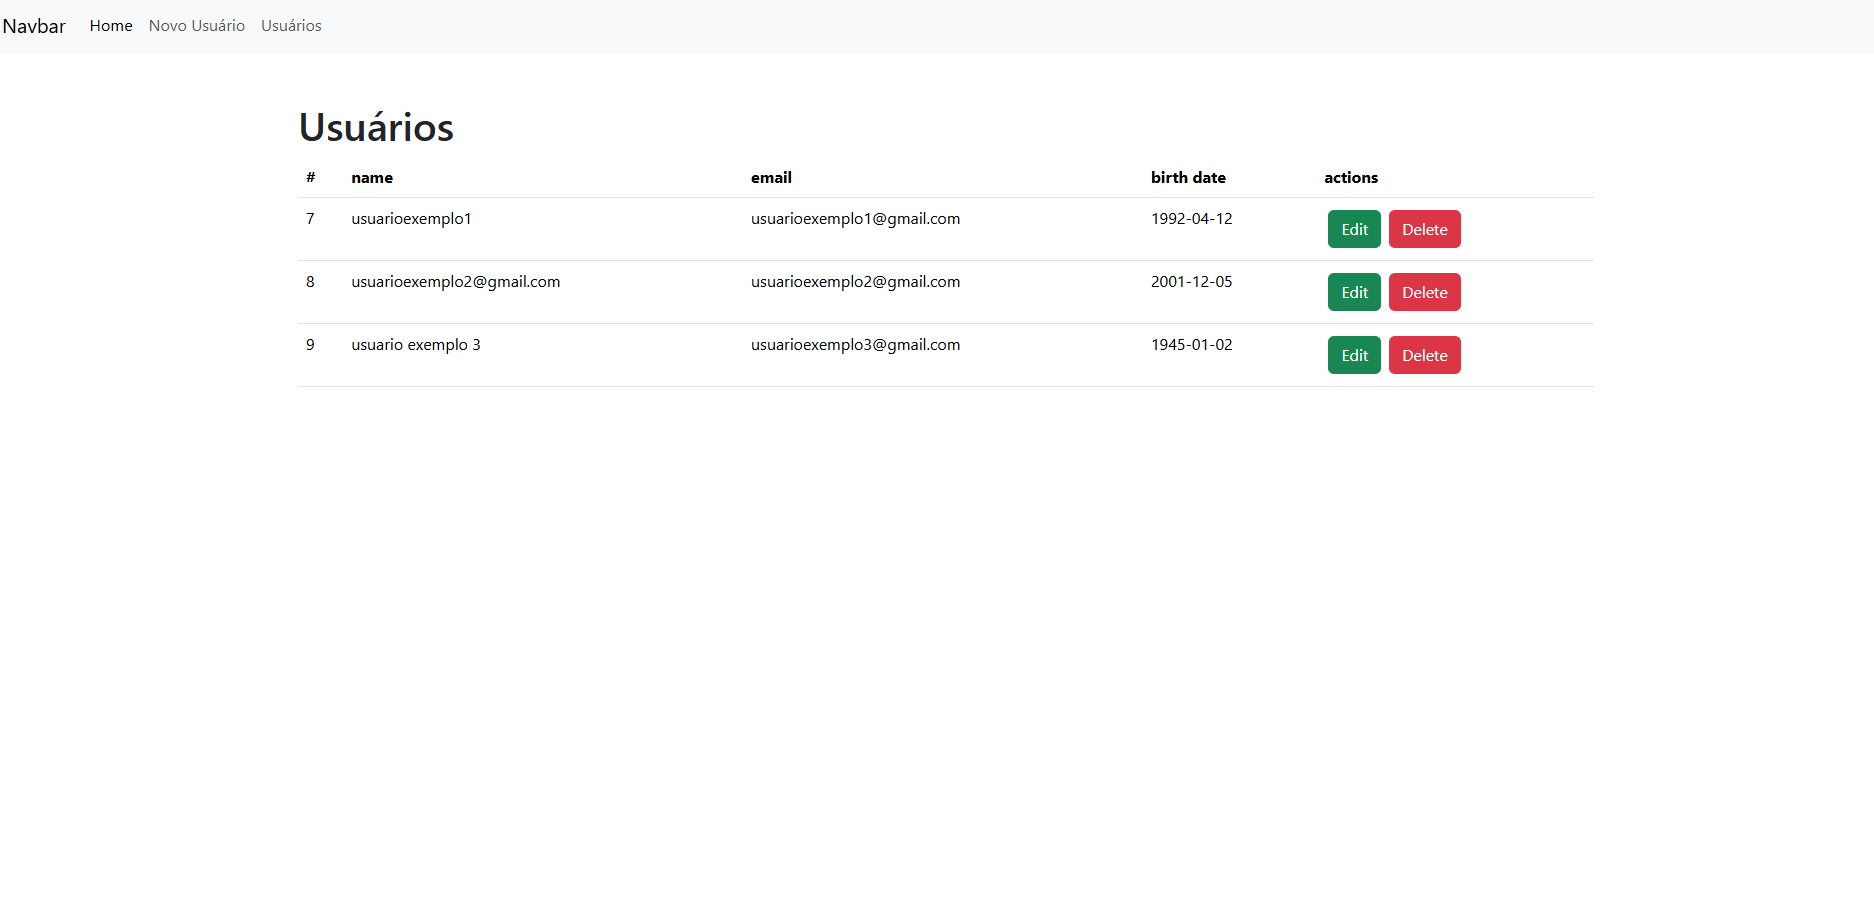 Navbar Home Novo Usuário Usuários
Usuários
# name email birth date actions
7 usuarioexemplo1 usuarioexemplo1@gmail.com 1992-04-12 Edit Delete
8 usuarioexemplo2@gmail.com usuarioexemplo2@gmail.com 2001-12-05 Edit Delete
9 usuario exemplo 3 usuarioexemplo3@gmail.com 1945-01-02 Edit Delete